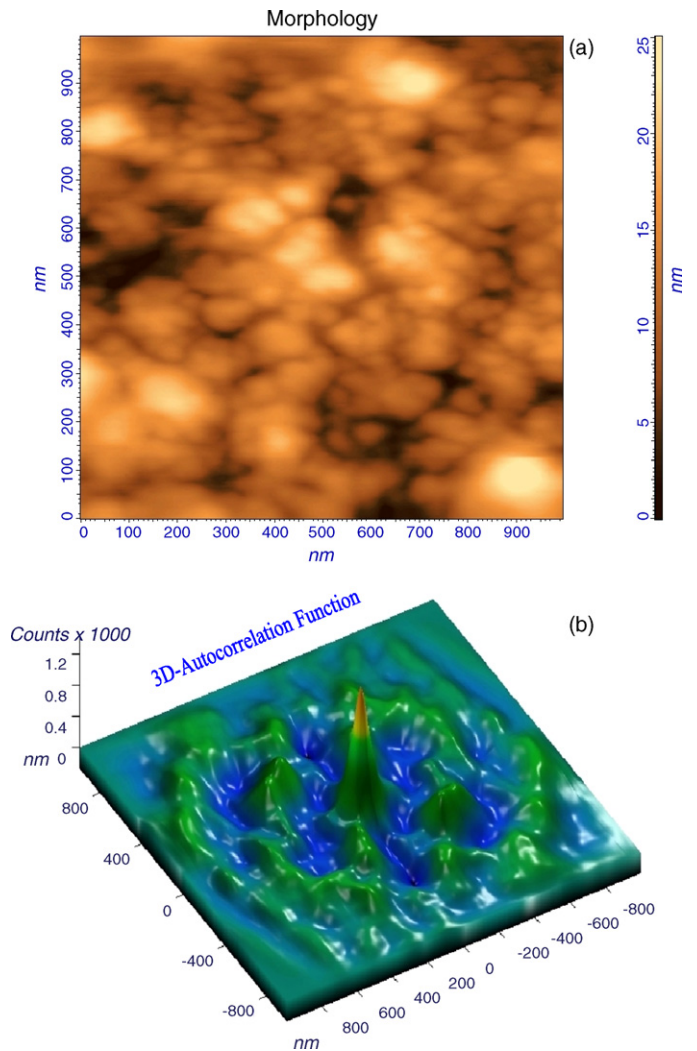 Morphology
(a)
900
800
700
600
500
400
300
200
100
0
nm
0 100 200 300 400 500 600 700 800 900
nm
25
20
15
10
5
0
nm
(b)
3D-Autocorrelation Function
Counts x 1000
1.2
0.8
0.4
nm 0
800
400
0
-400
-800
nm
800 600 400 200 0 -200 -400 -600 -800